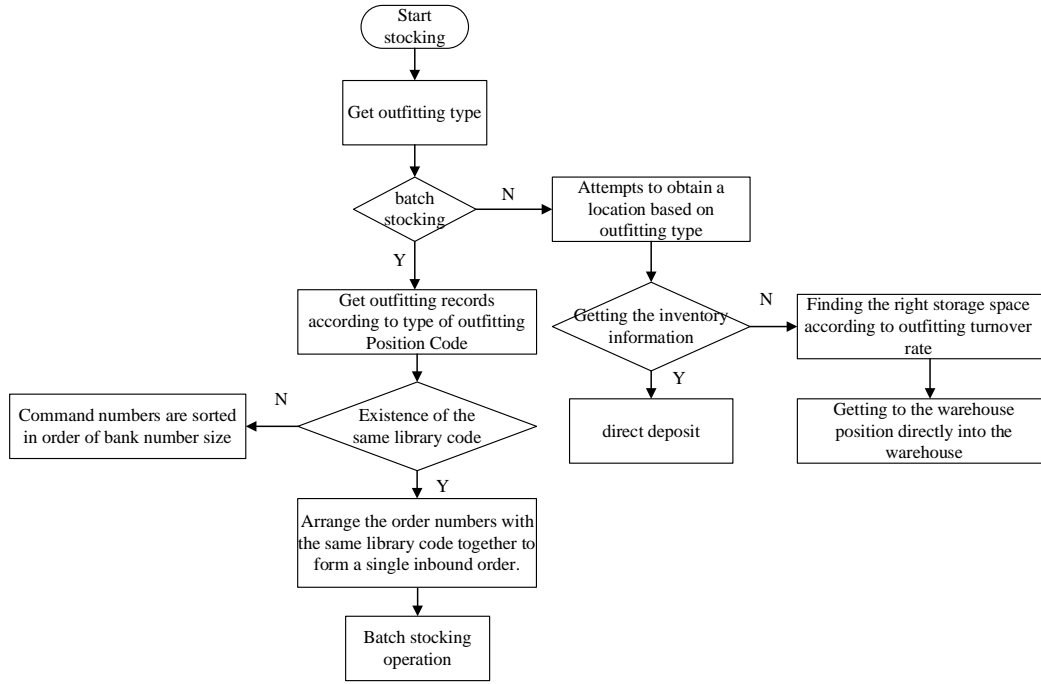 Start
stocking
Get outfitting type
batch
stocking
N
Attempts to obtain a
location based on
outfitting type
Y
Get outfitting records
according to type of outfitting
Position Code
Getting the inventory
information
N
Finding the right storage space
according to outfitting turnover
rate
Y
N
Command numbers are sorted
in order of bank number size
Existence of the
same library code
direct deposit
Getting to the warehouse
position directly into the
warehouse
Y
Arrange the order numbers with
the same library code together to
form a single inbound order.
Batch stocking
operation